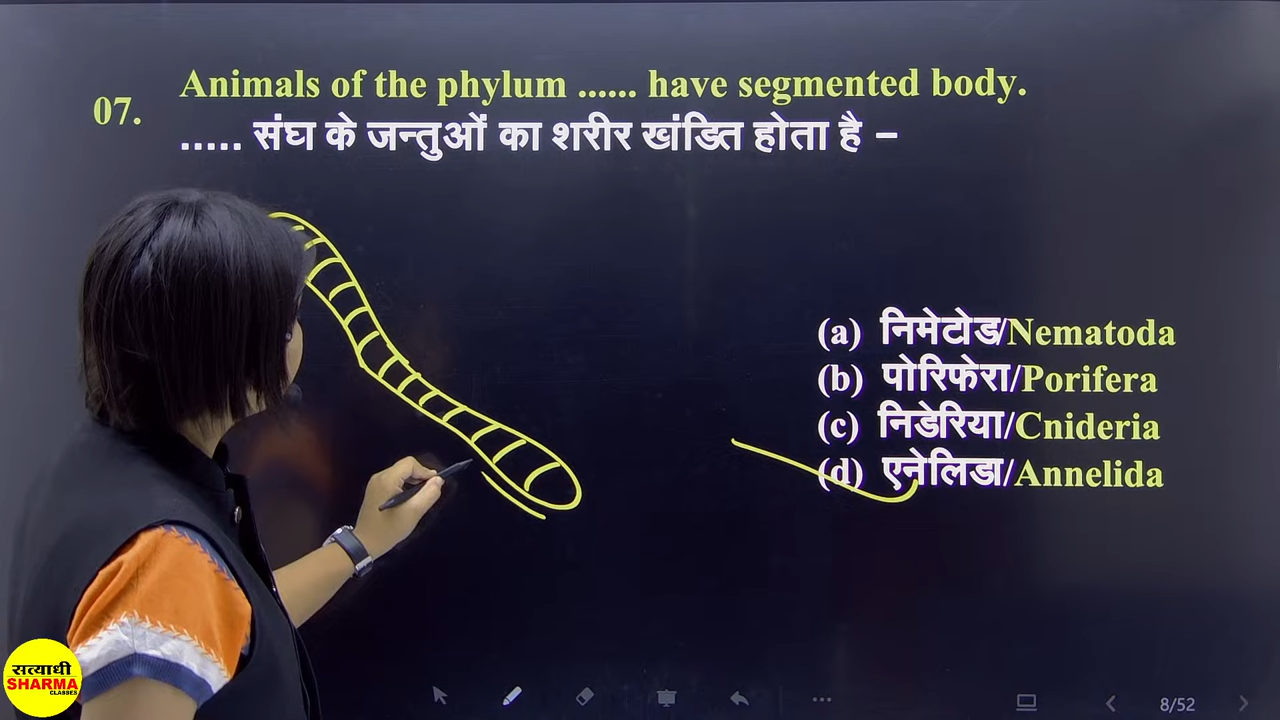 07.
Animals of the phylum ...... have segmented body.
..... संघ के जन्तुओं का शरीर खंडित होता है –
(a) निमेटोड/Nematoda
(b) पोरिफेरा/Porifera
(c) निडेरिया/Cnideria
(d) एनेलिडा/Annelida
सत्याधी
SHARMA
CLASSES
8/52